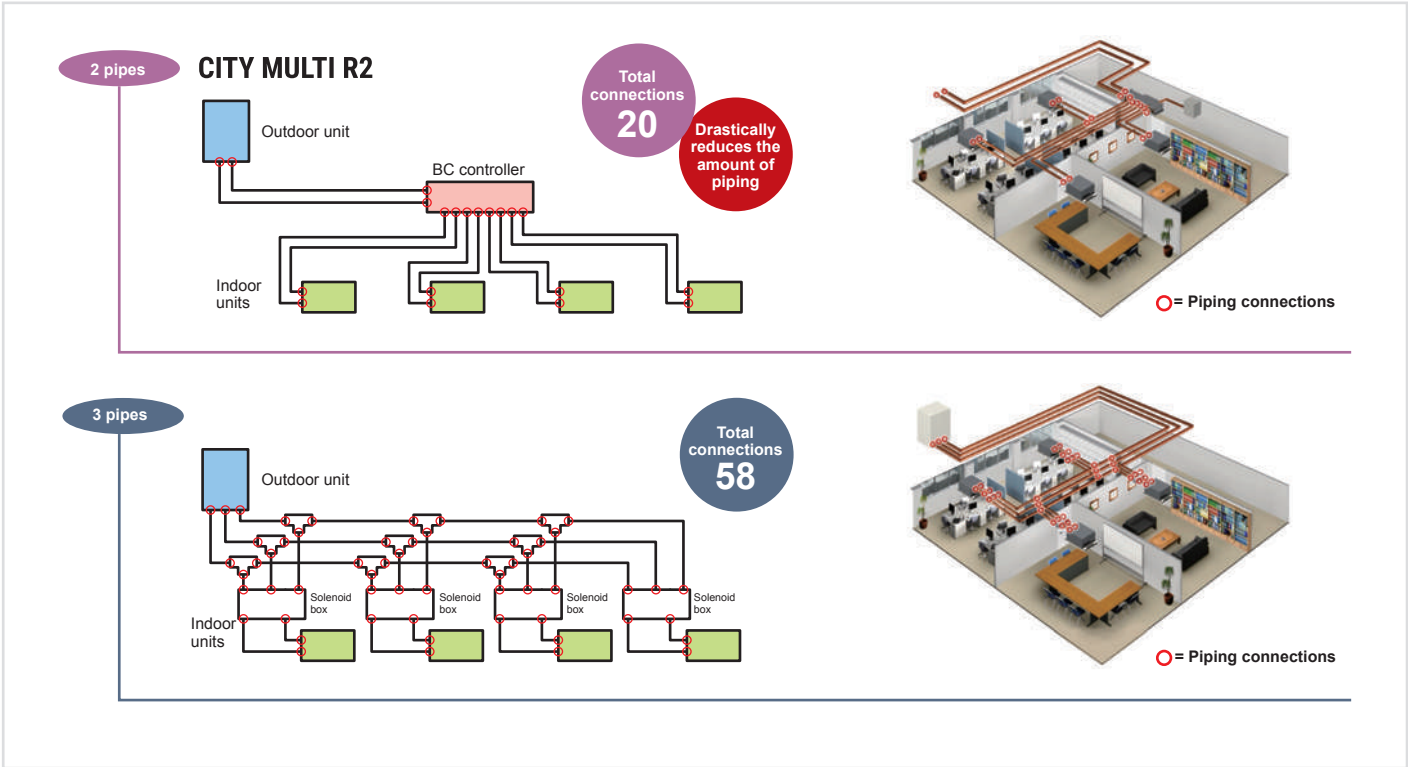 2 pipes
CITY MULTI R2
Outdoor unit
BC controller
Indoor
units
Total
connections
20
Drastically
reduces the
amount of
piping
= Piping connections
3 pipes
Outdoor unit
Total
connections
58
Solenoid
box
Solenoid
box
Solenoid
box
Solenoid
box
Indoor
units
= Piping connections